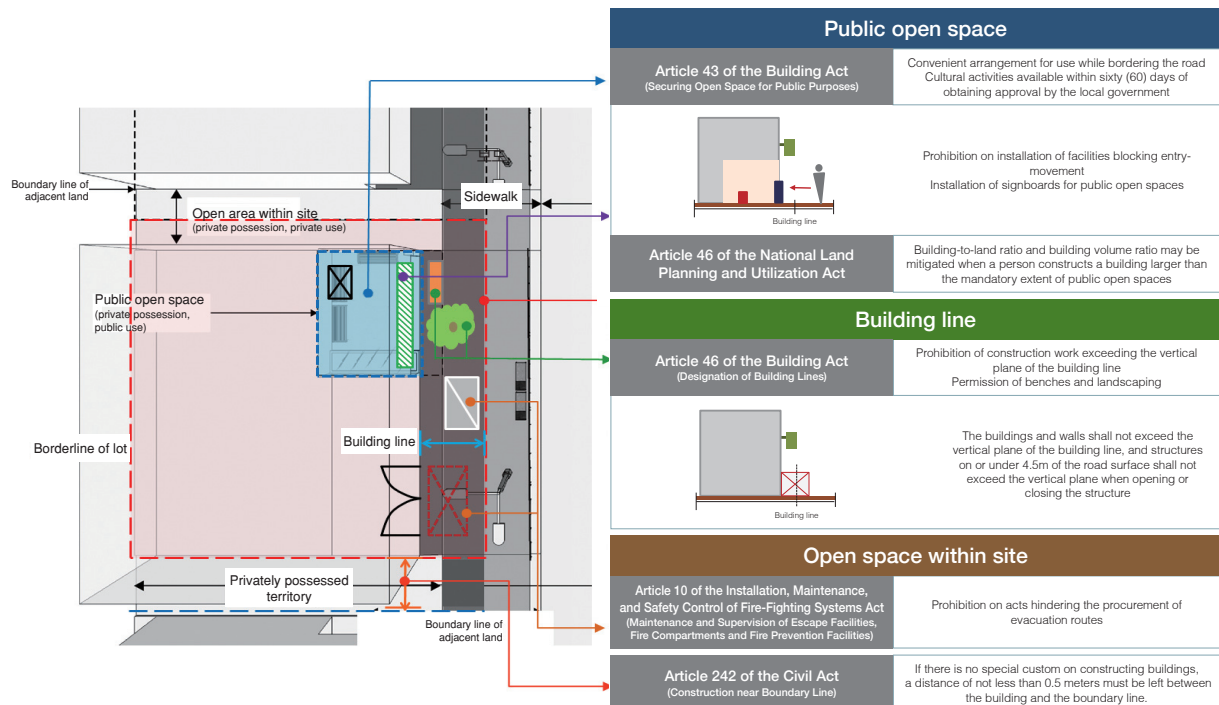 Boundary line of
adjacent land
Open area within site
(private possession, private use)
Sidewalk
Public open space
(private possession,
public use)
Borderline of lot
Building line
Privately possessed
territory
Boundary line of
adjacent land
Public open space
Article 43 of the Building Act
(Securing Open Space for Public Purposes)
Convenient arrangement for use while bordering the road
Cultural activities available within sixty (60) days of
obtaining approval by the local government
Building line
Prohibition on installation of facilities blocking entry-
movement
Installation of signboards for public open spaces
Article 46 of the National Land
Planning and Utilization Act
Building-to-land ratio and building volume ratio may be
mitigated when a person constructs a building larger than
the mandatory extent of public open spaces
Building line
Article 46 of the Building Act
(Designation of Building Lines)
Prohibition of construction work exceeding the vertical
plane of the building line
Permission of benches and landscaping
Building line
The buildings and walls shall not exceed the
vertical plane of the building line, and structures
on or under 4.5m of the road surface shall not
exceed the vertical plane when opening or
closing the structure
Open space within site
Article 10 of the Installation, Maintenance,
and Safety Control of Fire-Fighting Systems Act
(Maintenance and Supervision of Escape Facilities,
Fire Compartments and Fire Prevention Facilities)
Prohibition on acts hindering the procurement of
evacuation routes
Article 242 of the Civil Act
(Construction near Boundary Line)
If there is no special custom on constructing buildings,
a distance of not less than 0.5 meters must be left between
the building and the boundary line.